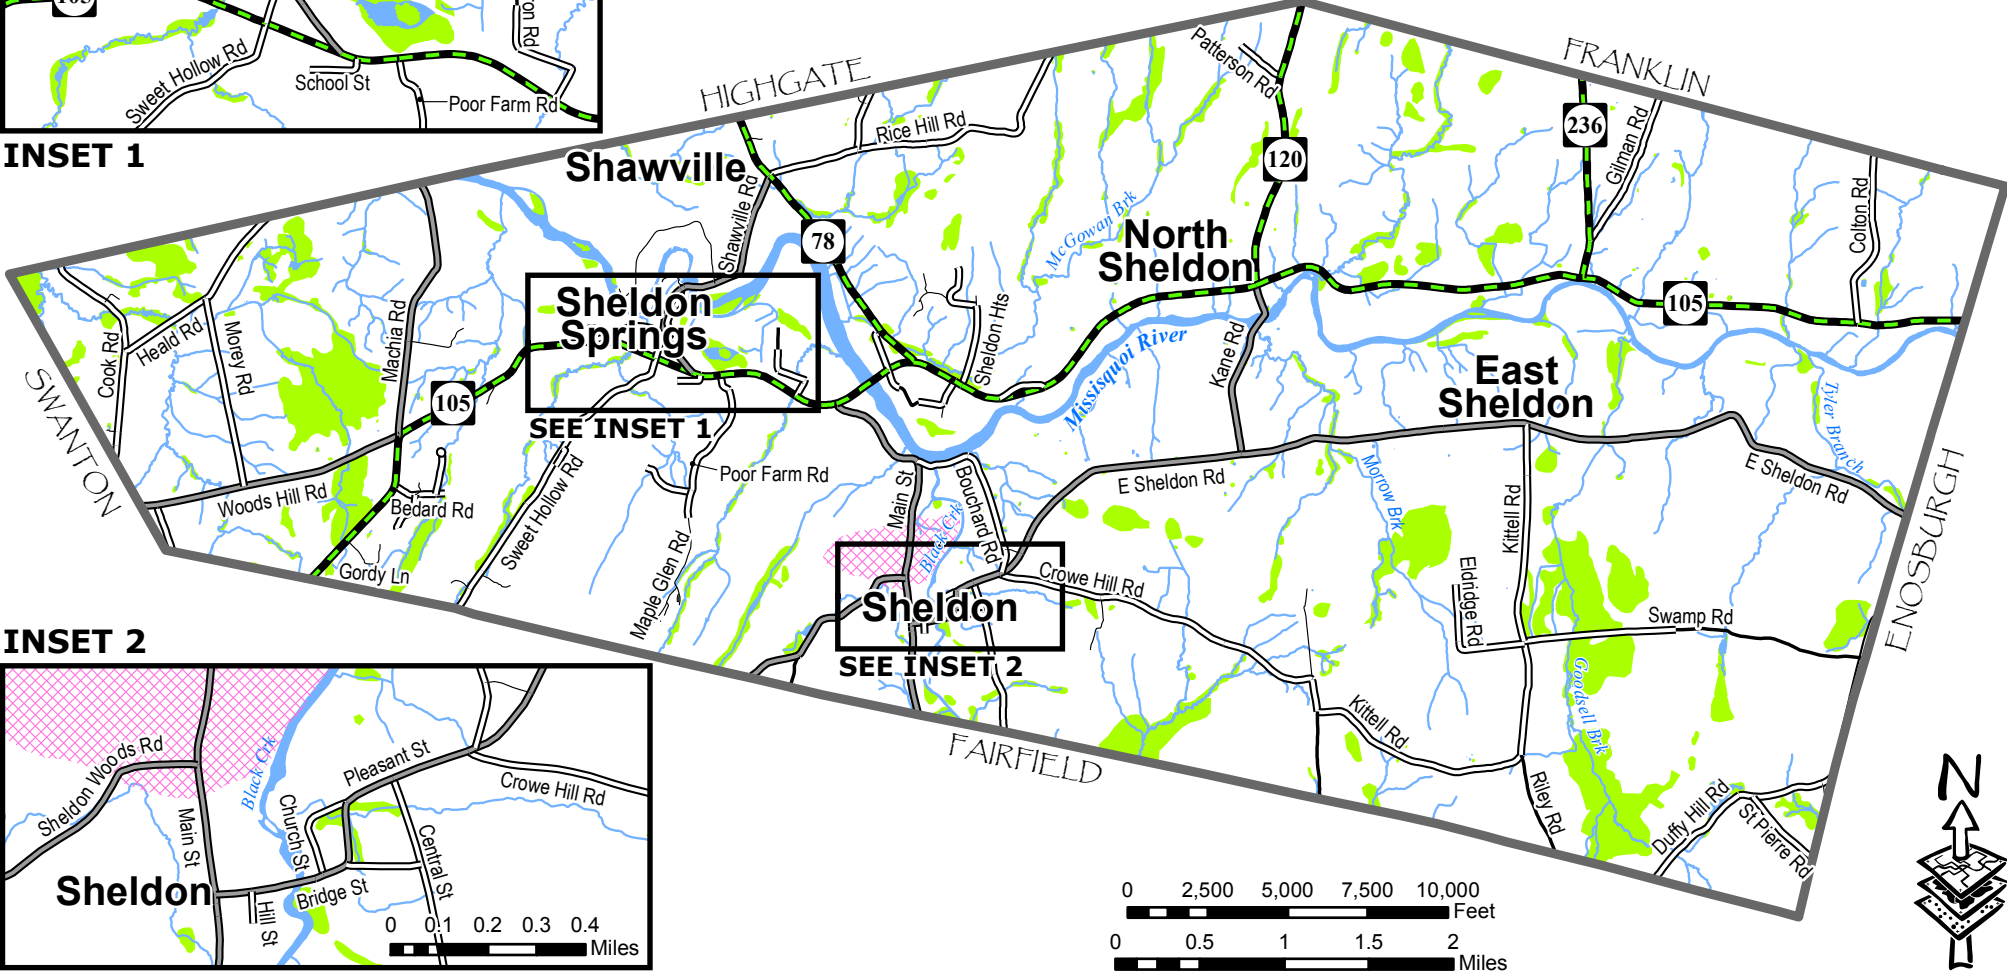 105
on Rd
Sweet Hollow Rd
School St
Poor Farm Rd
INSET 1
HIGHGATE
FRANKLIN
Patterson Rd
Rice Hill Rd
236
Gilman Rd
120
Shawville
Shawville Rd
78
McGowan Brk
North
Sheldon
Colton Rd
Sheldon
Springs
105
Cook Rd
Heald Rd
Morey Rd
Machia Rd
Sheldon Hts
Missisquoi River
Kane Rd
East
Sheldon
Tyler Branch
SWANTON
105
SEE INSET 1
Woods Hill Rd
Bedard Rd
Sweet Hollow Rd
Poor Farm Rd
Main St
Bouchard Rd
Black Crk
E Sheldon Rd
Morrow Brk
Kittell Rd
E Sheldon Rd
ENOSBURGH
Gordy Ln
Maple Glen Rd
Crowe Hill Rd
Sheldon
Eldridge Rd
Swamp Rd
SEE INSET 2
Goodsell Brk
Kittell Rd
FAIRFIELD
Riley Rd
Duffy Hill Rd
St Pierre Rd
N
INSET 2
Sheldon Woods Rd
Black Crk
Pleasant St
Crowe Hill Rd
Main St
Church St
Central St
Sheldon
Bridge St
Hill St
0 0.1 0.2 0.3 0.4
Miles
0 2,500 5,000 7,500 10,000
Feet
0 0.5 1 1.5 2
Miles